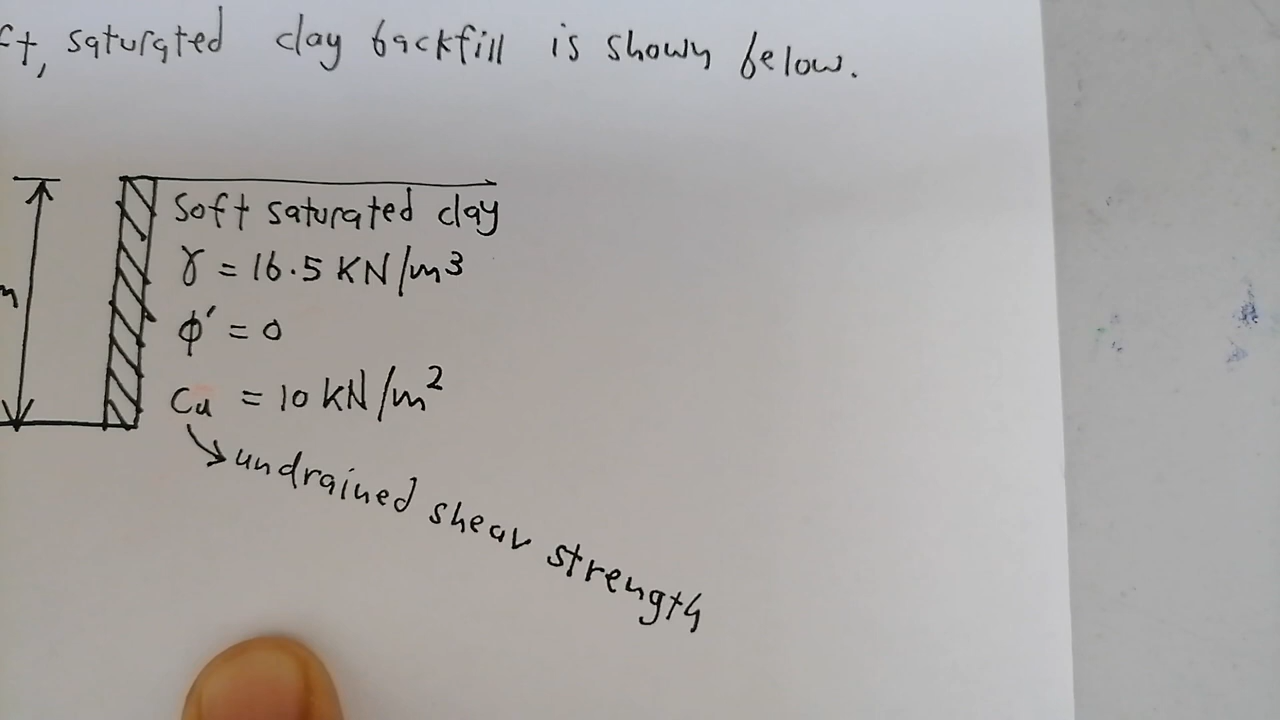 saturated clay backfill is shown below.
Soft saturated clay
γ = 16.5 KN/m³
ϕ' = 0
Cu = 10 kN/m²
undrained shear strength